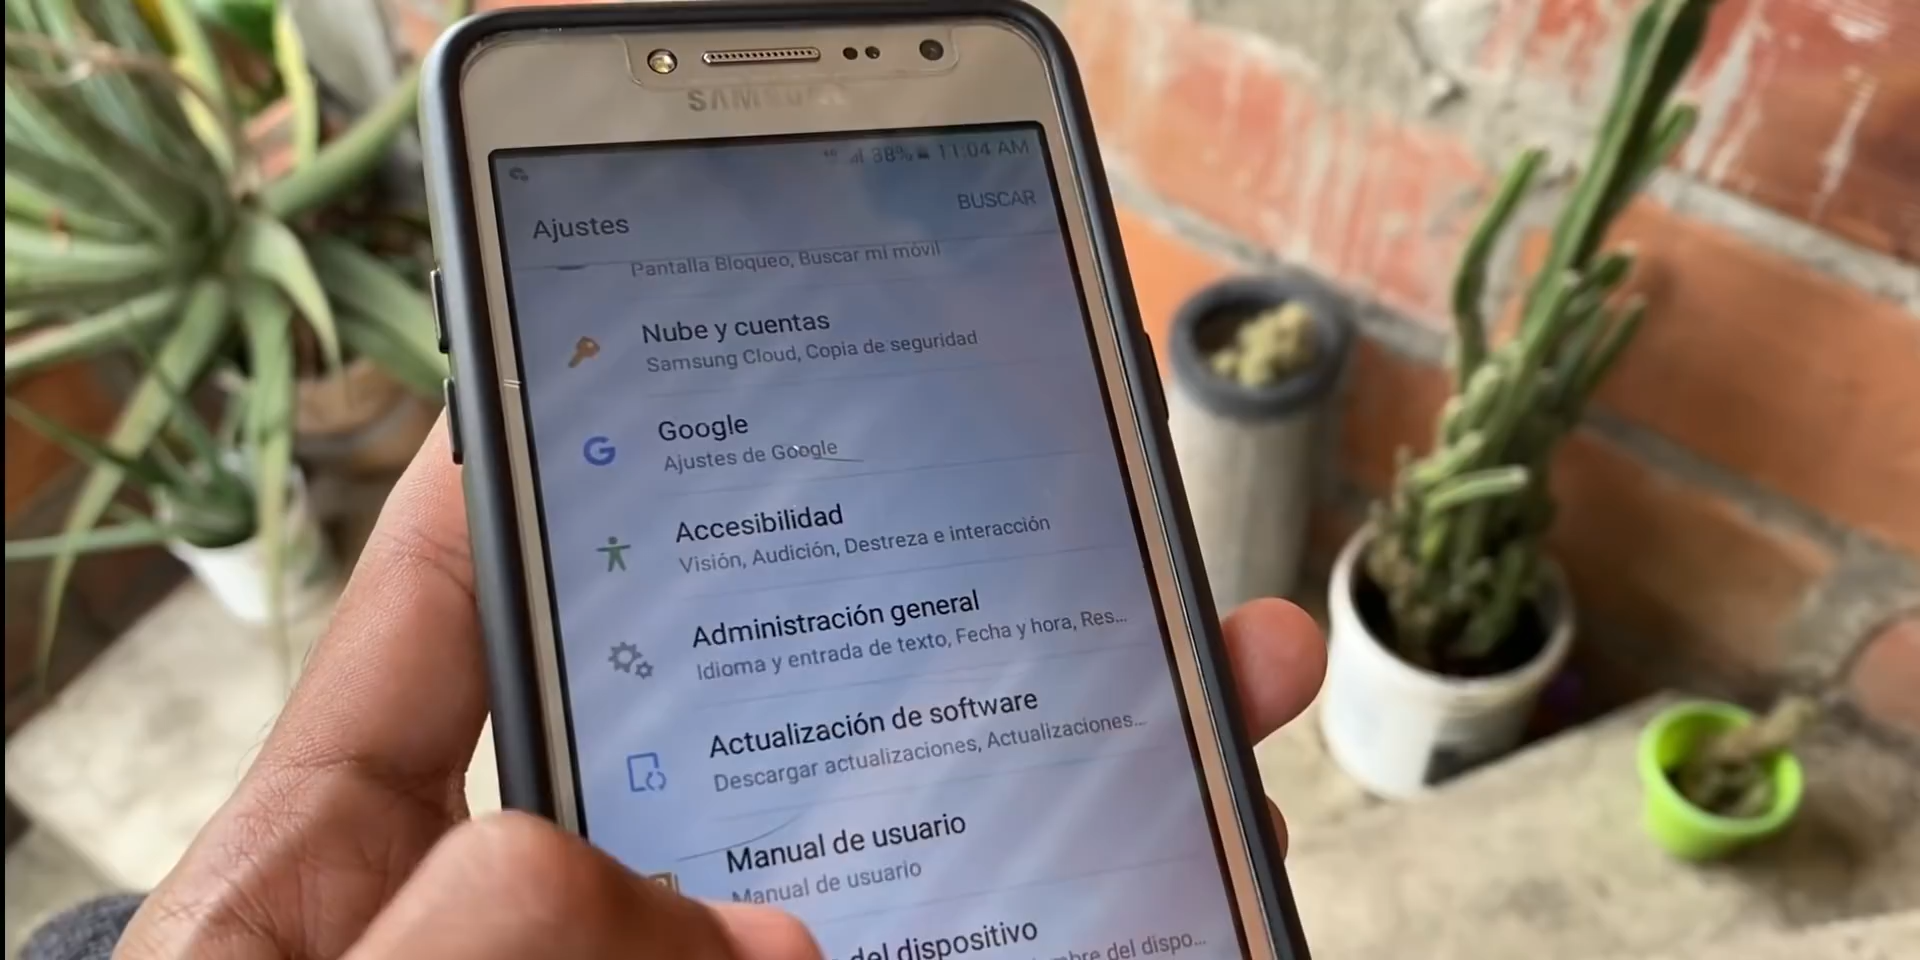 SAMSUNG
38% 11:04 AM
Ajustes
BUSCAR
Pantalla Bloqueo, Buscar mi móvil
Nube y cuentas
Samsung Cloud, Copia de seguridad
Google
Ajustes de Google
Accesibilidad
Visión, Audición, Destreza e interacción
Administración general
Idioma y entrada de texto, Fecha y hora, Res...
Actualización de software
Descargar actualizaciones, Actualizaciones...
Manual de usuario
Manual de usuario
del dispositivo
del dispo...